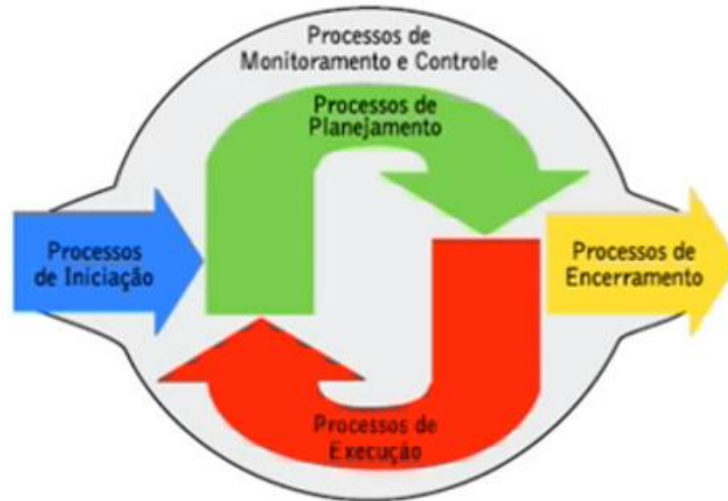 Processos de
Monitoramento e Controle
Processos de
Planejamento
Processos
de Iniciação
Processos de
Encerramento
Processos de
Execução